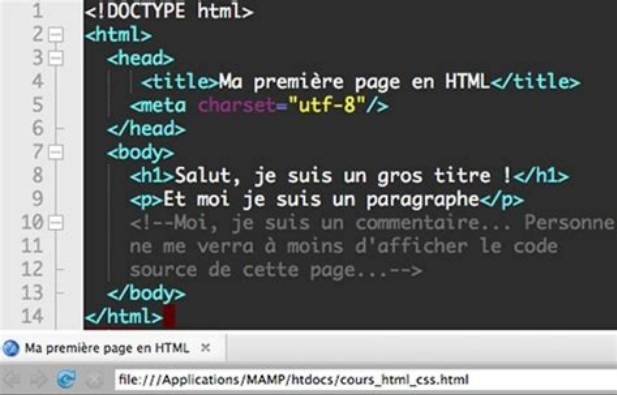 1 <!DOCTYPE html>
2 <html>
3 <head>
4 <title>Ma première page en HTML</title>
5 <meta charset="utf-8"/>
6 </head>
7 <body>
8 <h1>Salut, je suis un gros titre !</h1>
9 <p>Et moi je suis un paragraphe</p>
10 <!--Moi, je suis un commentaire... Personne
11 ne me verra à moins d'afficher le code
12 source de cette page...-->
13 </body>
14 </html>
Ma première page en HTML ×
file:///Applications/MAMP/htdocs/cours_html_css.html